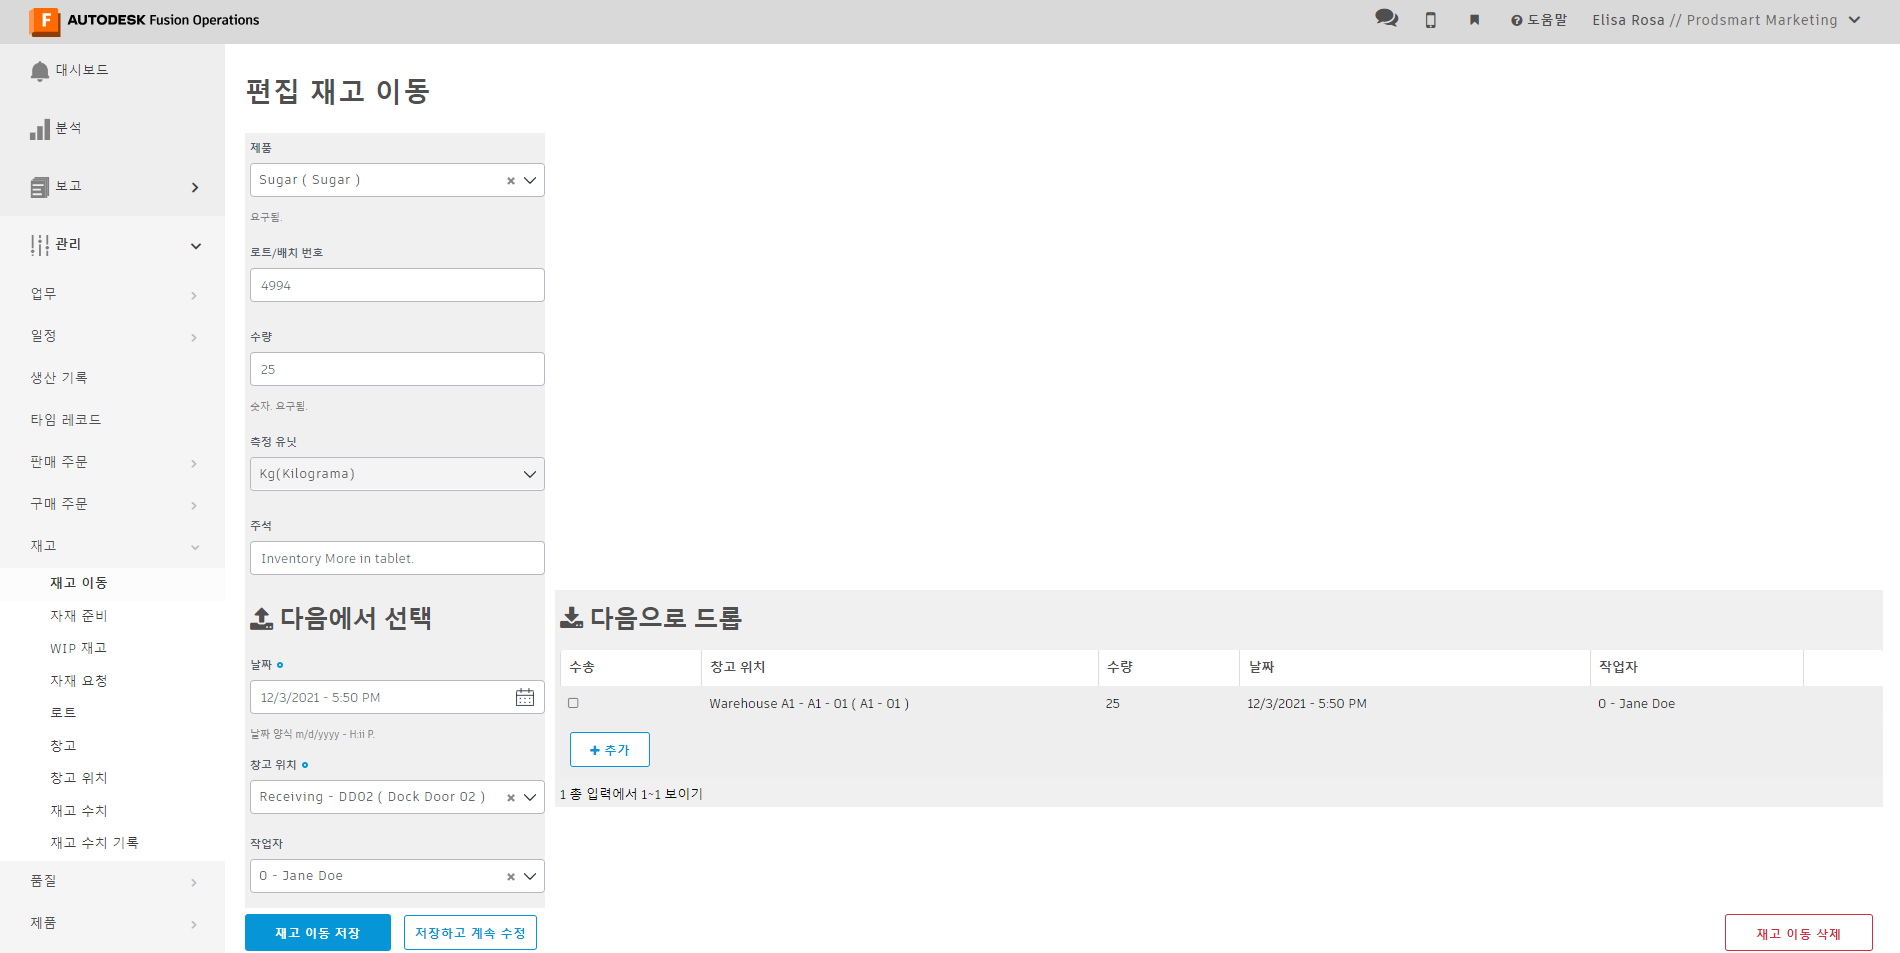 AUTODESK Fusion Operations
도움말
Elisa Rosa // Prodsmart Marketing
대시보드
분석
보고
관리
업무
일정
생산 기록
타임 레코드
판매 주문
구매 주문
재고
재고 이동
자재 준비
WIP 재고
자재 요청
로트
창고
창고 위치
재고 수치
재고 수치 기록
품질
제품
편집 재고 이동
제품
Sugar ( Sugar )
요구됨.
로트/배치 번호
4994
수량
25
숫자. 요구됨.
측정 유닛
Kg(Kilograma)
주석
Inventory More in tablet.
다음에서 선택
날짜
12/3/2021 - 5:50 PM
날짜 양식 m/d/yyyy - H:ii P.
창고 위치
Receiving - DD02 ( Dock Door 02 )
작업자
0 - Jane Doe
재고 이동 저장
저장하고 계속 수정
다음으로 드롭
수송 창고 위치 수량 날짜 작업자
Warehouse A1 - A1 - 01 ( A1 - 01 ) 25 12/3/2021 - 5:50 PM 0 - Jane Doe
추가
1 총 입력에서 1~1 보이기
재고 이동 삭제